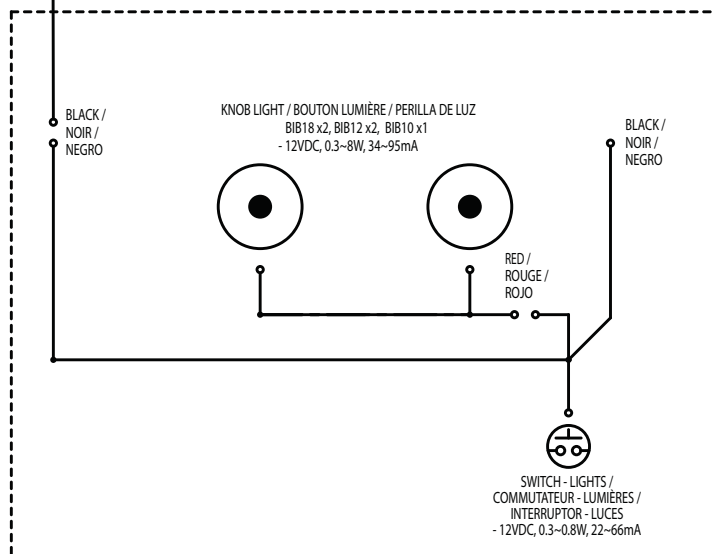 BLACK /
NOIR /
NEGRO
KNOB LIGHT / BOUTON LUMIÈRE / PERILLA DE LUZ
BIB18 x2, BIB12 x2, BIB10 x1
- 12VDC, 0.3~8W, 34~95mA
BLACK /
NOIR /
NEGRO
RED /
ROUGE /
ROJO
SWITCH - LIGHTS /
COMMUTATEUR - LUMIÈRES /
INTERRUPTOR - LUCES
- 12VDC, 0.3~0.8W, 22~66mA